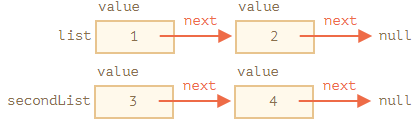 value value
next next
list 1 2 null
value value
next next
secondList 3 4 null